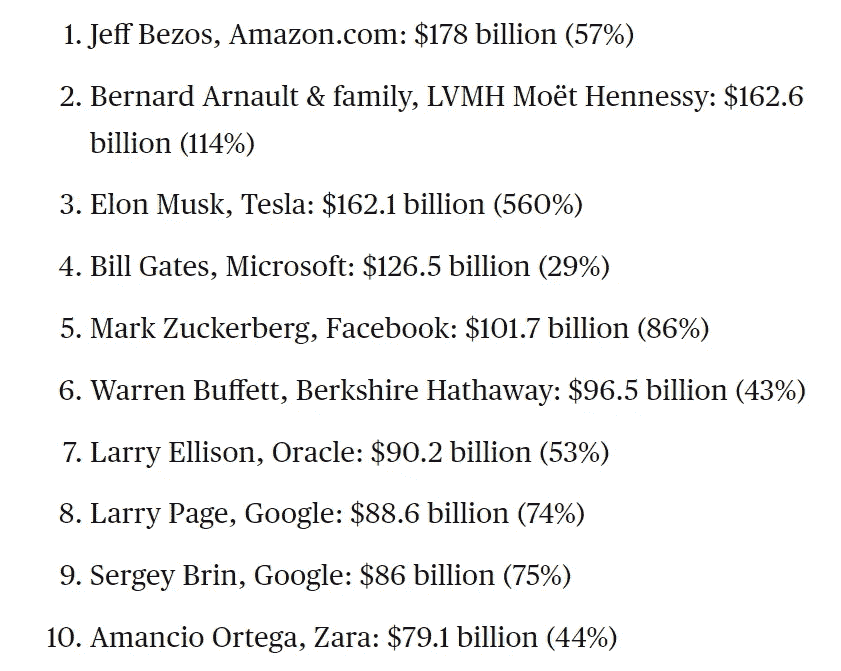 1. Jeff Bezos, Amazon.com: $178 billion (57%)
2. Bernard Arnault & family, LVMH Moët Hennessy: $162.6
billion (114%)
3. Elon Musk, Tesla: $162.1 billion (560%)
4. Bill Gates, Microsoft: $126.5 billion (29%)
5. Mark Zuckerberg, Facebook: $101.7 billion (86%)
6. Warren Buffett, Berkshire Hathaway: $96.5 billion (43%)
7. Larry Ellison, Oracle: $90.2 billion (53%)
8. Larry Page, Google: $88.6 billion (74%)
9. Sergey Brin, Google: $86 billion (75%)
10. Amancio Ortega, Zara: $79.1 billion (44%)